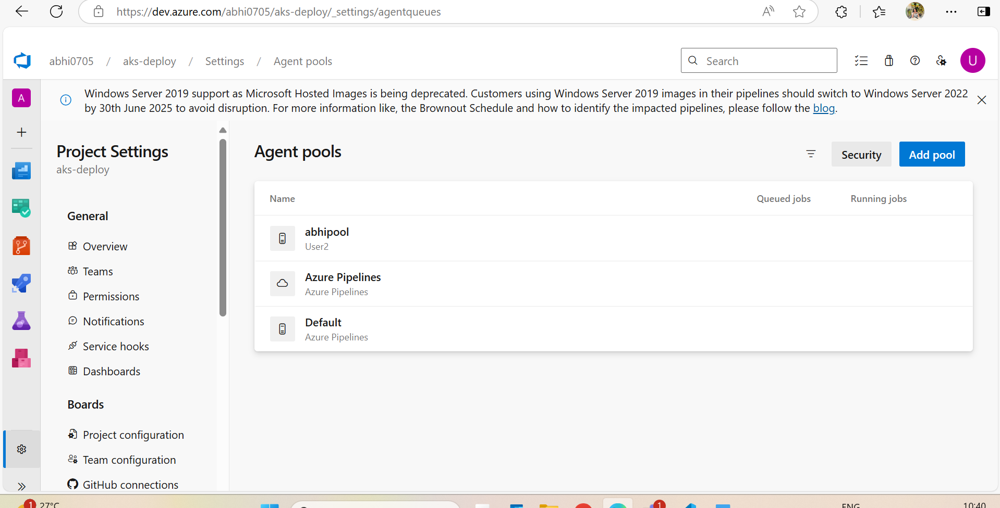 https://dev.azure.com/abhi0705/aks-deploy/_settings/agentqueues
abhi0705 / aks-deploy / Settings / Agent pools
Search
U
A
Windows Server 2019 support as Microsoft Hosted Images is being deprecated. Customers using Windows Server 2019 images in their pipelines should switch to Windows Server 2022
by 30th June 2025 to avoid disruption. For more information like, the Brownout Schedule and how to identify the impacted pipelines, please follow the blog.
Project Settings
aks-deploy
General
Overview
Teams
Permissions
Notifications
Service hooks
Dashboards
Boards
Project configuration
Team configuration
GitHub connections
Agent pools
Security
Add pool
Name Queued jobs Running jobs
abhipool
User2
Azure Pipelines
Azure Pipelines
Default
Azure Pipelines
1
27°C
1
ENG
10:40